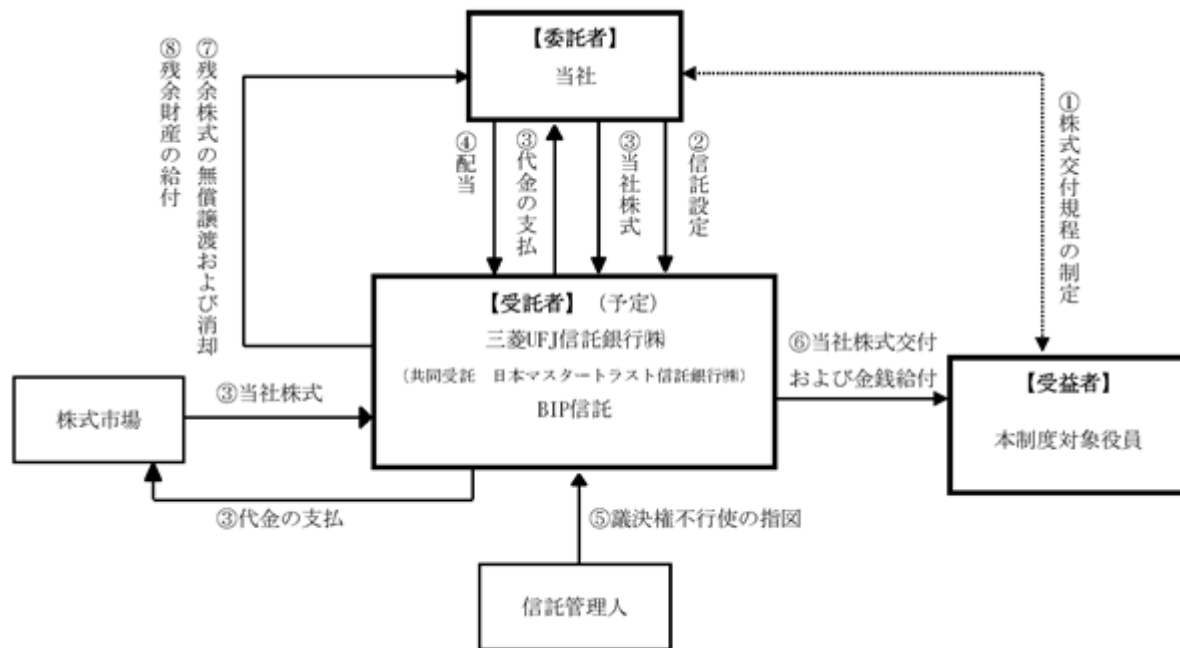 【委託者】
当社
⑧残余財産の給付
⑦残余株式の無償譲渡および消却
④配当
③代金の支払
③当社株式
②信託設定
①株式交付規程の制定
【受託者】（予定）
三菱UFJ信託銀行㈱
（共同受託　日本マスタートラスト信託銀行㈱）
BIP信託
⑥当社株式交付
および金銭給付
【受益者】
本制度対象役員
株式市場
③当社株式
③代金の支払
⑤議決権不行使の指図
信託管理人